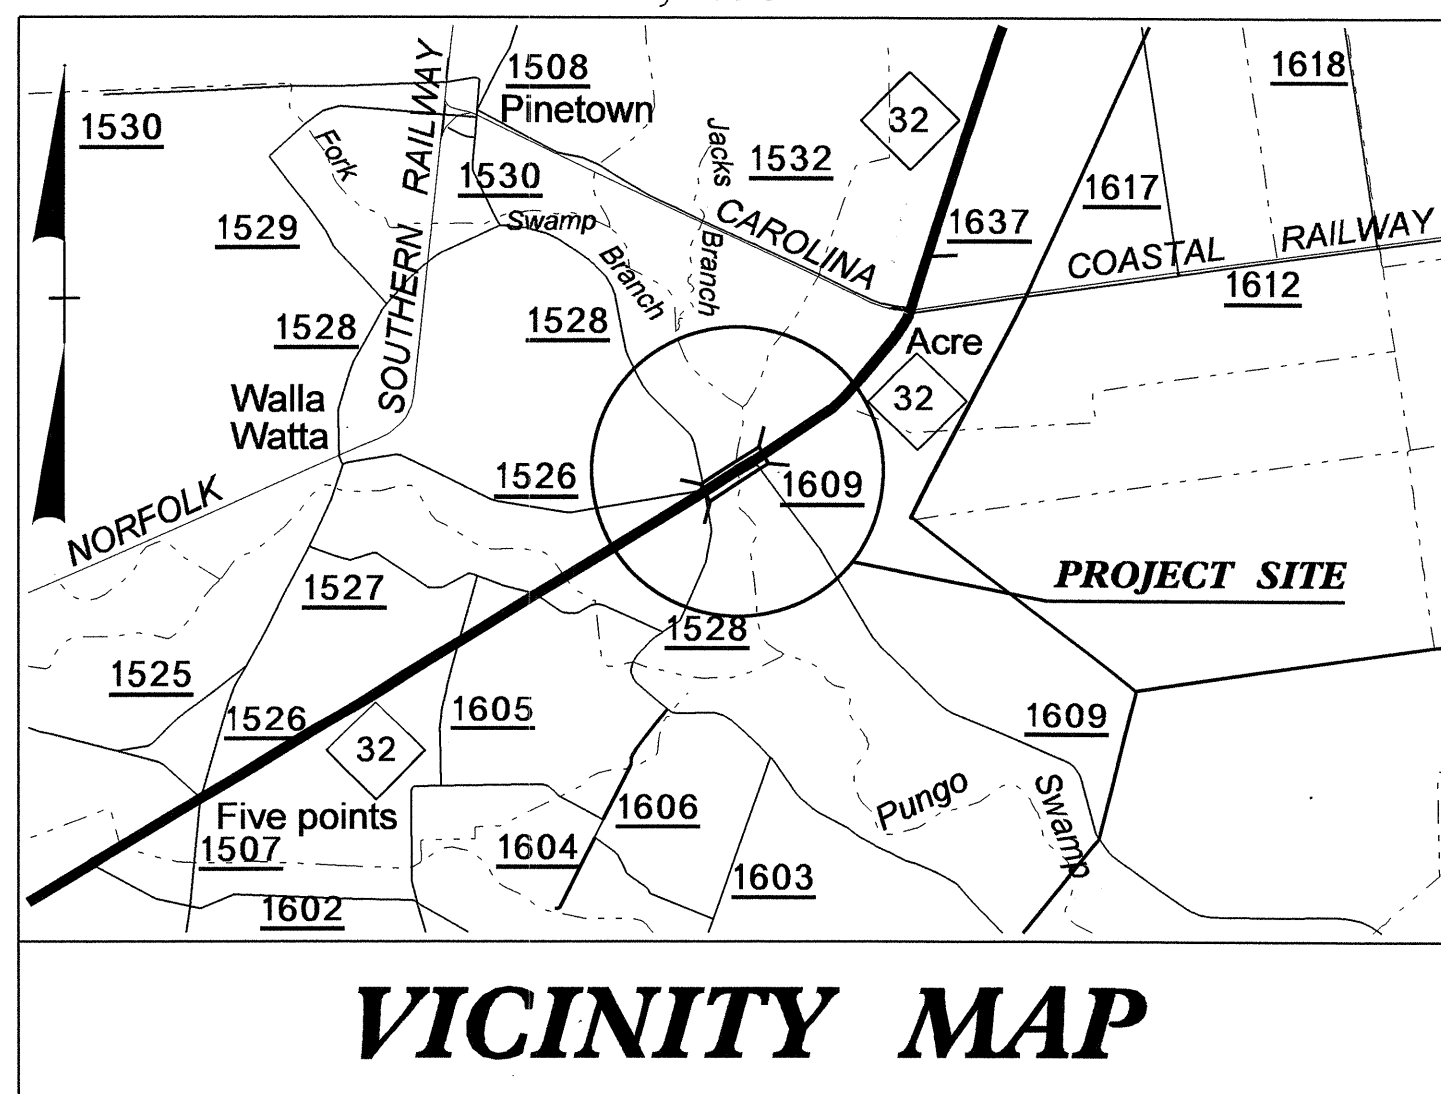 1508
Pinetown
1618
1530
32
Fork
SOUTHERN RAILWAY
1530
Jacks Branch
1532
1617
1529
Swamp
Branch
CAROLINA
1637
COASTAL
RAILWAY
1612
1528
1528
Acre
32
Walla
Watta
1526
1609
NORFOLK
1527
PROJECT SITE
1528
1525
1526
1605
32
1609
Five points
1507
Pungo
Swamp
1606
1604
1603
1602
VICINITY MAP